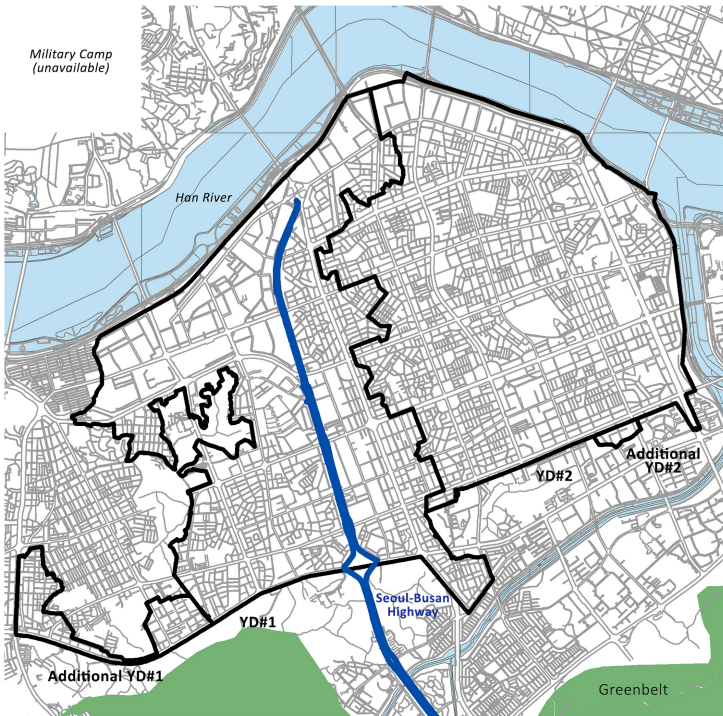 Military Camp
(unavailable)
Han River
Additional
YD#2
YD#2
Seoul-Busan
Highway
YD#1
Additional YD#1
Greenbelt